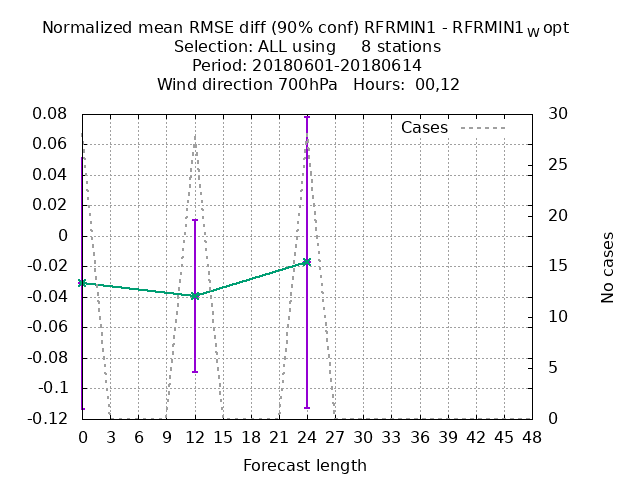 Normalized mean RMSE diff (90% conf) RFRMIN1 - RFRMIN1_W opt
Selection: ALL using 8 stations
Period: 20180601-20180614
Wind direction 700hPa Hours: 00,12
Cases
0.08
0.06
0.04
0.02
0
-0.02
-0.04
-0.06
-0.08
-0.1
-0.12
30
25
20
15
10
5
0
No cases
0 3 6 9 12 15 18 21 24 27 30 33 36 39 42 45 48
Forecast length